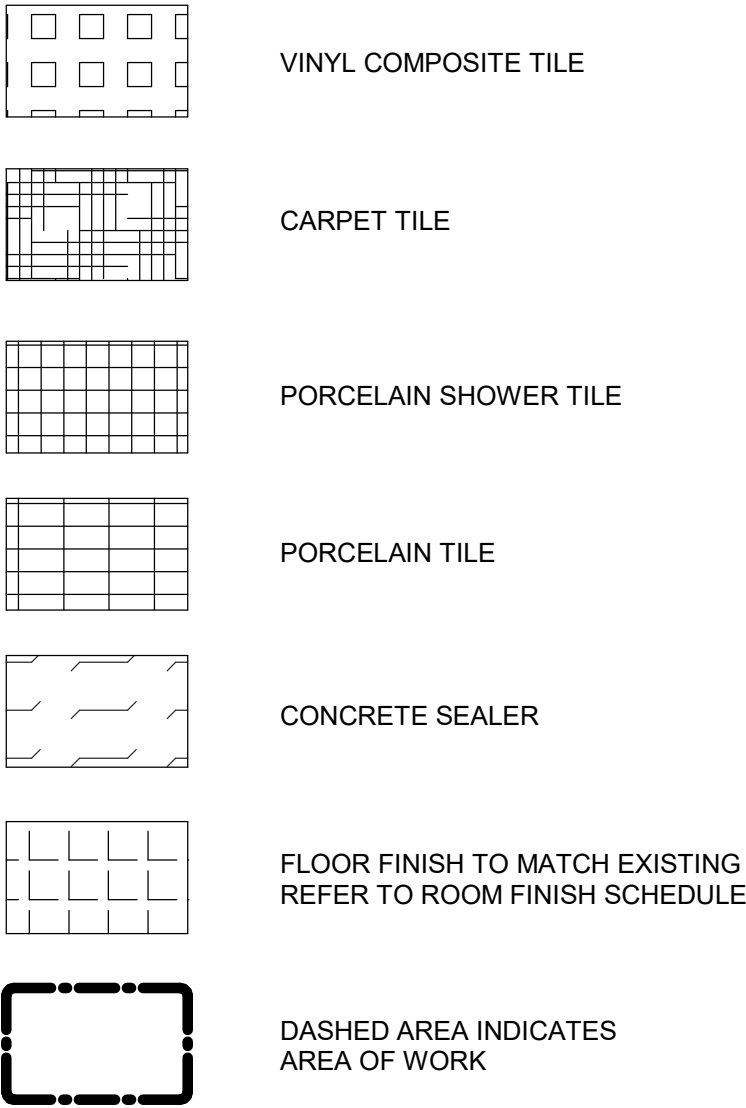 VINYL COMPOSITE TILE
CARPET TILE
PORCELAIN SHOWER TILE
PORCELAIN TILE
CONCRETE SEALER
FLOOR FINISH TO MATCH EXISTING
REFER TO ROOM FINISH SCHEDULE
DASHED AREA INDICATES
AREA OF WORK